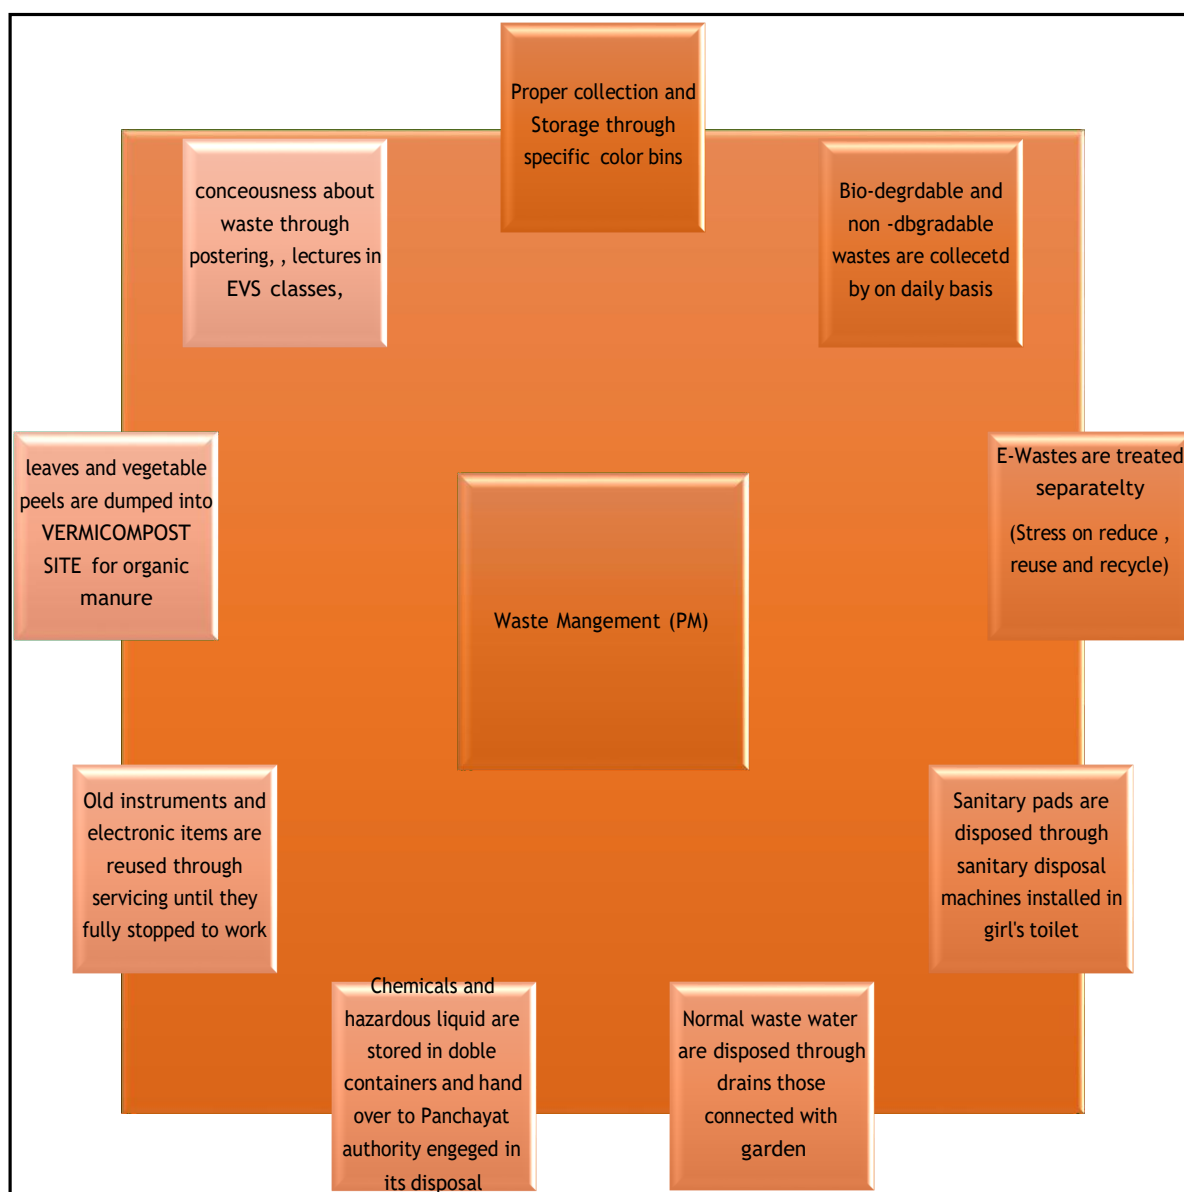 Proper collection and
Storage through
specific color bins
Bio-degrdable and
non -dbgradable
wastes are collecetd
by on daily basis
E-Wastes are treated
separatelty
(Stress on reduce ,
reuse and recycle)
Sanitary pads are
disposed through
sanitary disposal
machines installed in
girl's toilet
Normal waste water
are disposed through
drains those
connected with
garden
Chemicals and
hazardous liquid are
stored in doble
containers and hand
over to Panchayat
authority engeged in
its disposal
Old instruments and
electronic items are
reused through
servicing until they
fully stopped to work
leaves and vegetable
peels are dumped into
VERMICOMPOST
SITE for organic
manure
conceousness about
waste through
postering, , lectures in
EVS classes,
Waste Mangement (PM)